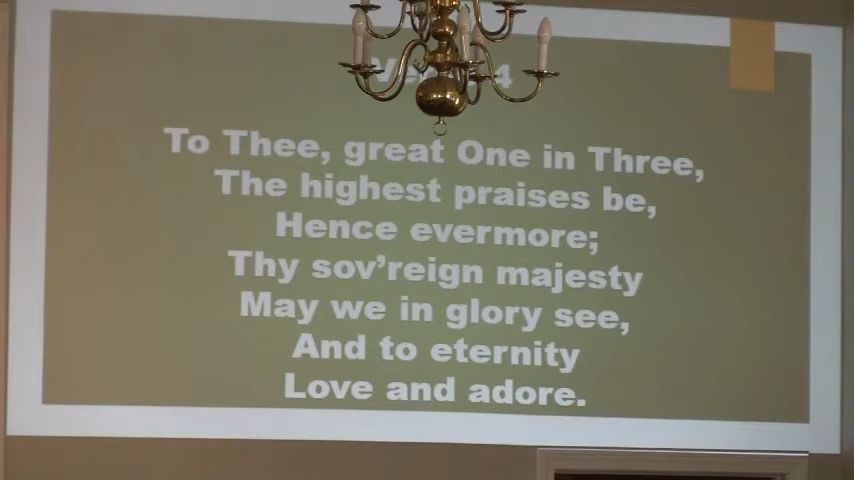 To Thee, great One in Three,
The highest praises be,
Hence evermore;
Thy sov’reign majesty
May we in glory see,
And to eternity
Love and adore.